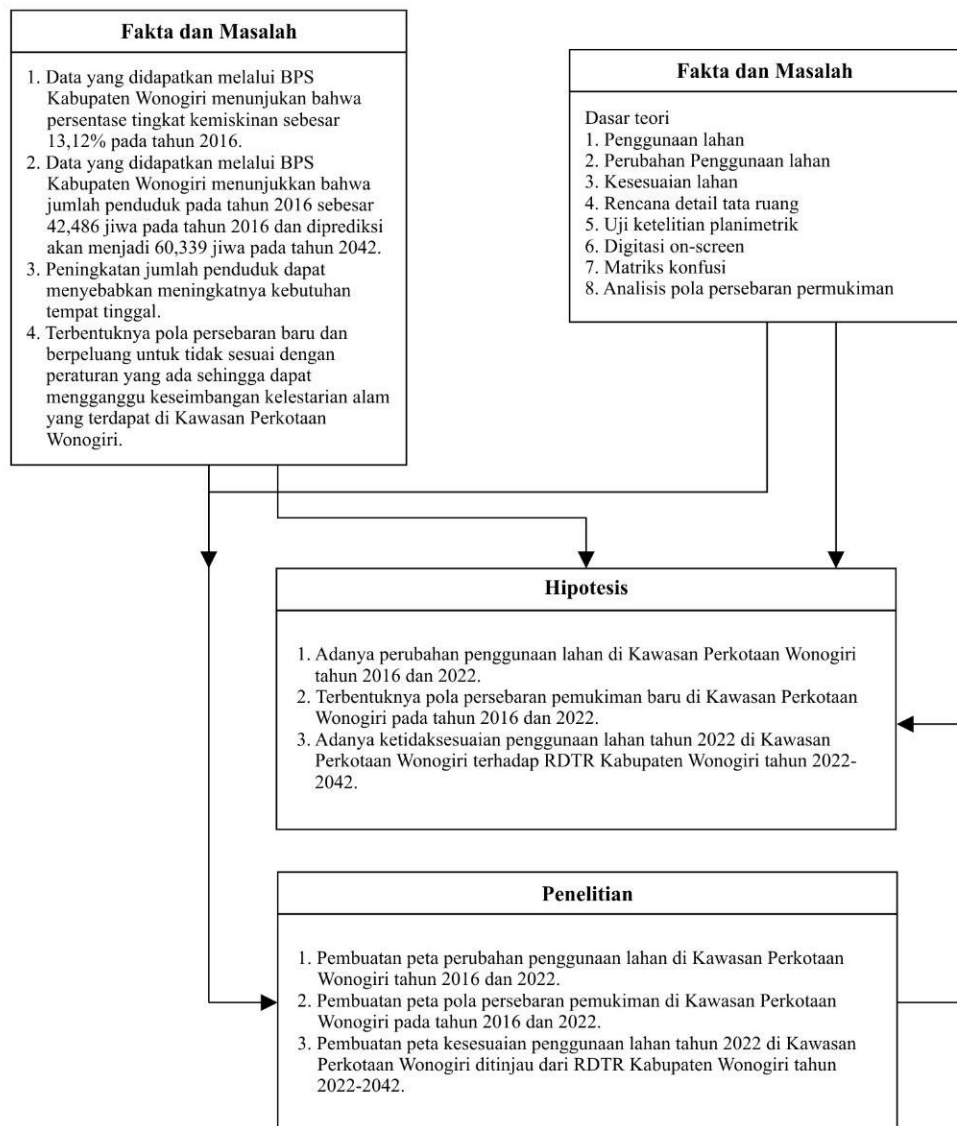 Fakta dan Masalah
1. Data yang didapatkan melalui BPS
Kabupaten Wonogiri menunjukan bahwa
persentase tingkat kemiskinan sebesar
13,12% pada tahun 2016.
2. Data yang didapatkan melalui BPS
Kabupaten Wonogiri menunjukkan bahwa
jumlah penduduk pada tahun 2016 sebesar
42,486 jiwa pada tahun 2016 dan diprediksi
akan menjadi 60,339 jiwa pada tahun 2042.
3. Peningkatan jumlah penduduk dapat
menyebabkan meningkatnya kebutuhan
tempat tinggal.
4. Terbentuknya pola persebaran baru dan
berpeluang untuk tidak sesuai dengan
peraturan yang ada sehingga dapat
mengganggu keseimbangan kelestarian alam
yang terdapat di Kawasan Perkotaan
Wonogiri.
Fakta dan Masalah
Dasar teori
1. Penggunaan lahan
2. Perubahan Penggunaan lahan
3. Kesesuaian lahan
4. Rencana detail tata ruang
5. Uji ketelitian planimetrik
6. Digitasi on-screen
7. Matriks konfusi
8. Analisis pola persebaran permukiman
Hipotesis
1. Adanya perubahan penggunaan lahan di Kawasan Perkotaan Wonogiri
tahun 2016 dan 2022.
2. Terbentuknya pola persebaran pemukiman baru di Kawasan Perkotaan
Wonogiri pada tahun 2016 dan 2022.
3. Adanya ketidaksesuaian penggunaan lahan tahun 2022 di Kawasan
Perkotaan Wonogiri terhadap RDTR Kabupaten Wonogiri tahun 2022-
2042.
Penelitian
1. Pembuatan peta perubahan penggunaan lahan di Kawasan Perkotaan
Wonogiri tahun 2016 dan 2022.
2. Pembuatan peta pola persebaran pemukiman di Kawasan Perkotaan
Wonogiri pada tahun 2016 dan 2022.
3. Pembuatan peta kesesuaian penggunaan lahan tahun 2022 di Kawasan
Perkotaan Wonogiri ditinjau dari RDTR Kabupaten Wonogiri tahun
2022-2042.